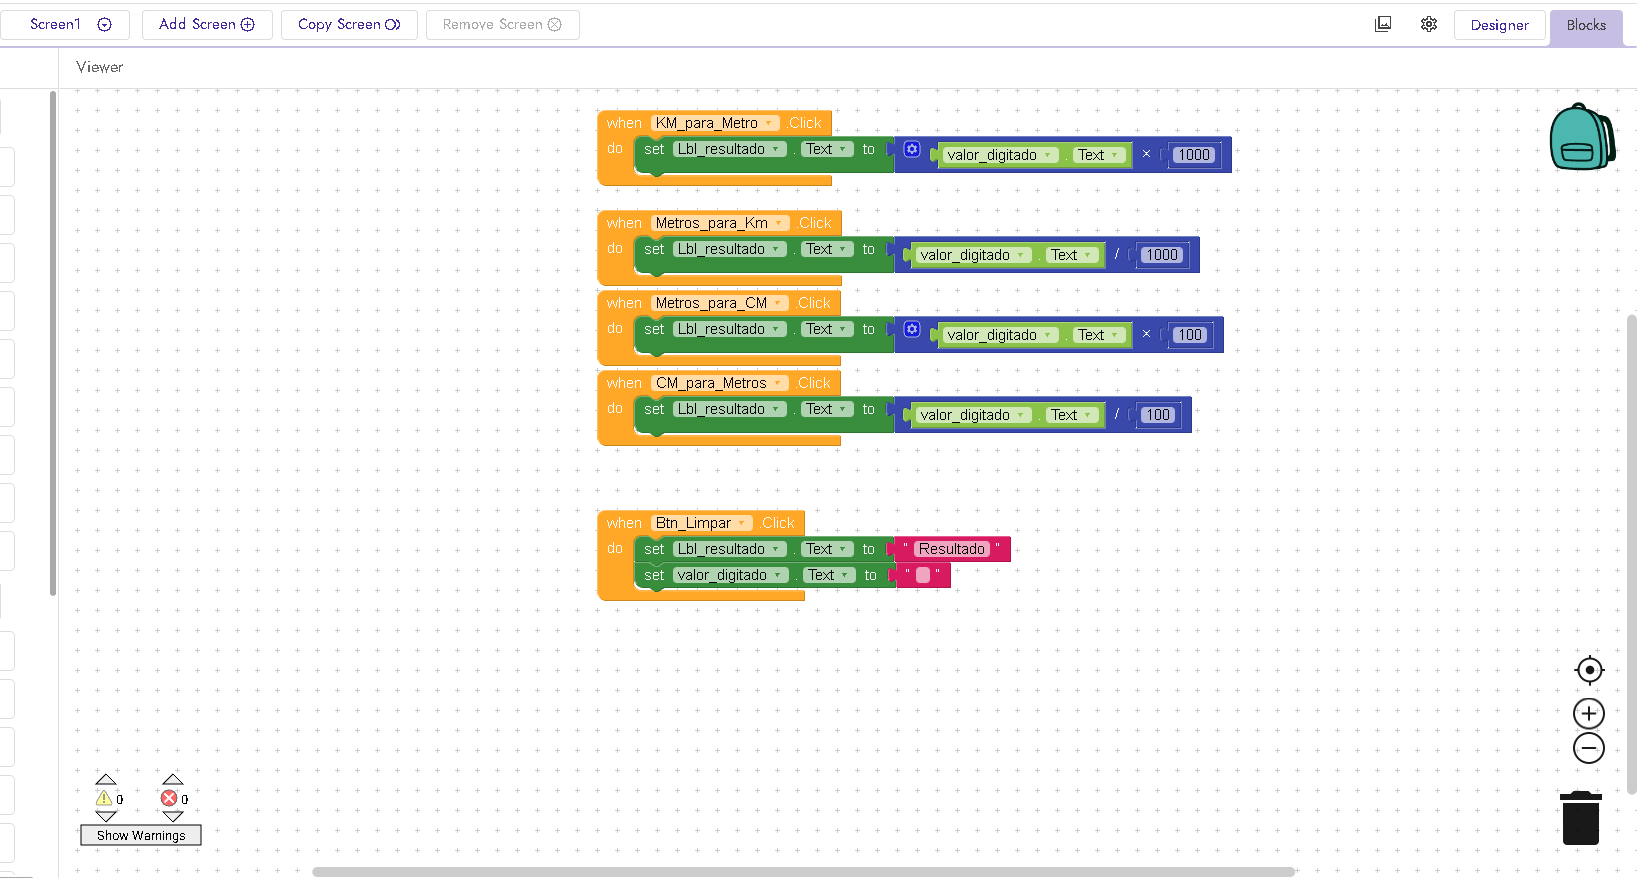 Screen1 Add Screen Copy Screen Remove Screen Designer Blocks
Viewer
when KM_para_Metro .Click
do set Lbl_resultado . Text to valor_digitado . Text × 1000
when Metros_para_Km .Click
do set Lbl_resultado . Text to valor_digitado . Text / 1000
when Metros_para_CM .Click
do set Lbl_resultado . Text to valor_digitado . Text × 100
when CM_para_Metros .Click
do set Lbl_resultado . Text to valor_digitado . Text / 100
when Btn_Limpar .Click
do set Lbl_resultado . Text to " Resultado "
set valor_digitado . Text to " "
0 0
Show Warnings